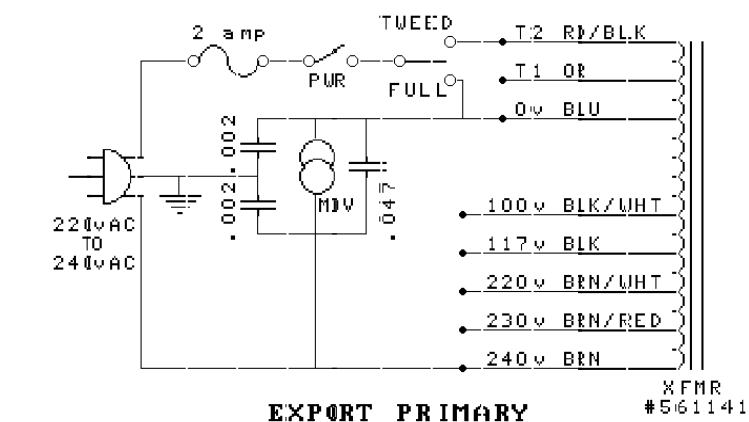 TWEED
2 amp
T2 RD/BLK
PWR
T1 OR
FULL
0v BLU
.002
.002
MOV
.047
220vAC
TO
240vAC
100v BLK/WHT
117v BLK
220v BRN/WHT
230v BRN/RED
240v BRN
XFMR
#561141
EXPORT PRIMARY